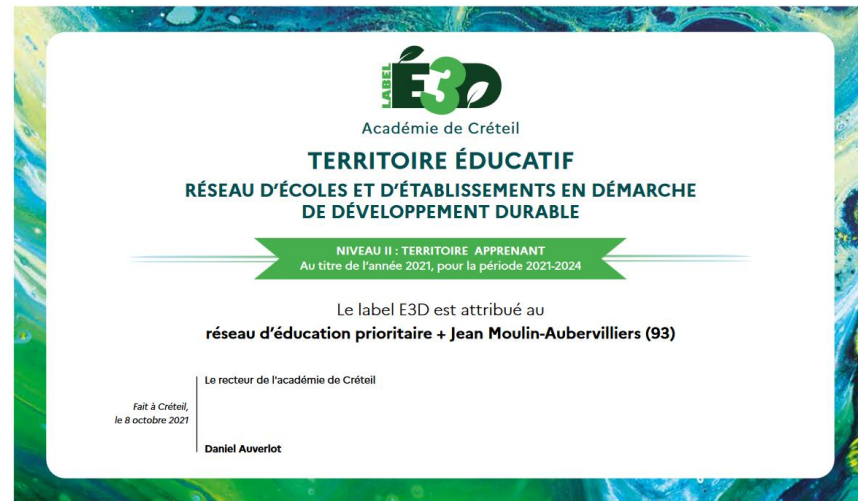 LABEL
É3D
Académie de Créteil
TERRITOIRE ÉDUCATIF
RÉSEAU D'ÉCOLES ET D'ÉTABLISSEMENTS EN DÉMARCHE
DE DÉVELOPPEMENT DURABLE
NIVEAU II : TERRITOIRE APPRENANT
Au titre de l'année 2021, pour la période 2021-2024
Le label E3D est attribué au
réseau d'éducation prioritaire + Jean Moulin-Aubervilliers (93)
Le recteur de l'académie de Créteil
Fait à Créteil,
le 8 octobre 2021
Daniel Auverlot